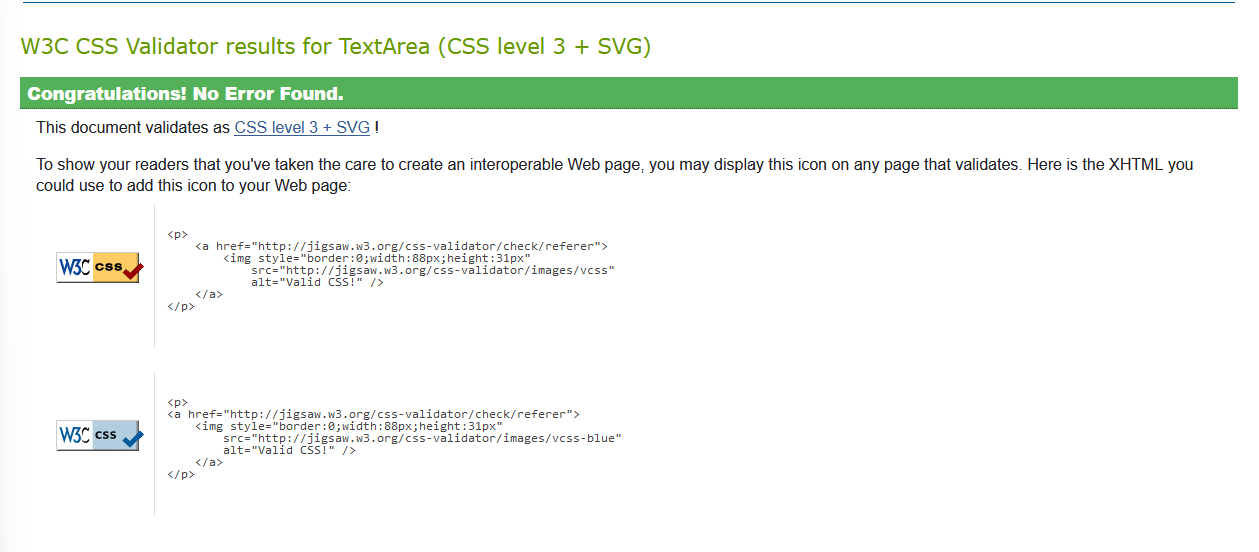 W3C CSS Validator results for TextArea (CSS level 3 + SVG)
Congratulations! No Error Found.
This document validates as CSS level 3 + SVG !
To show your readers that you've taken the care to create an interoperable Web page, you may display this icon on any page that validates. Here is the XHTML you
could use to add this icon to your Web page:
W3C css
<p>
    <a href="http://jigsaw.w3.org/css-validator/check/referer">
        <img style="border:0;width:88px;height:31px"
            src="http://jigsaw.w3.org/css-validator/images/vcss"
            alt="Valid CSS!" />
    </a>
</p>
W3C css
<p>
<a href="http://jigsaw.w3.org/css-validator/check/referer">
    <img style="border:0;width:88px;height:31px"
        src="http://jigsaw.w3.org/css-validator/images/vcss-blue"
        alt="Valid CSS!" />
    </a>
</p>